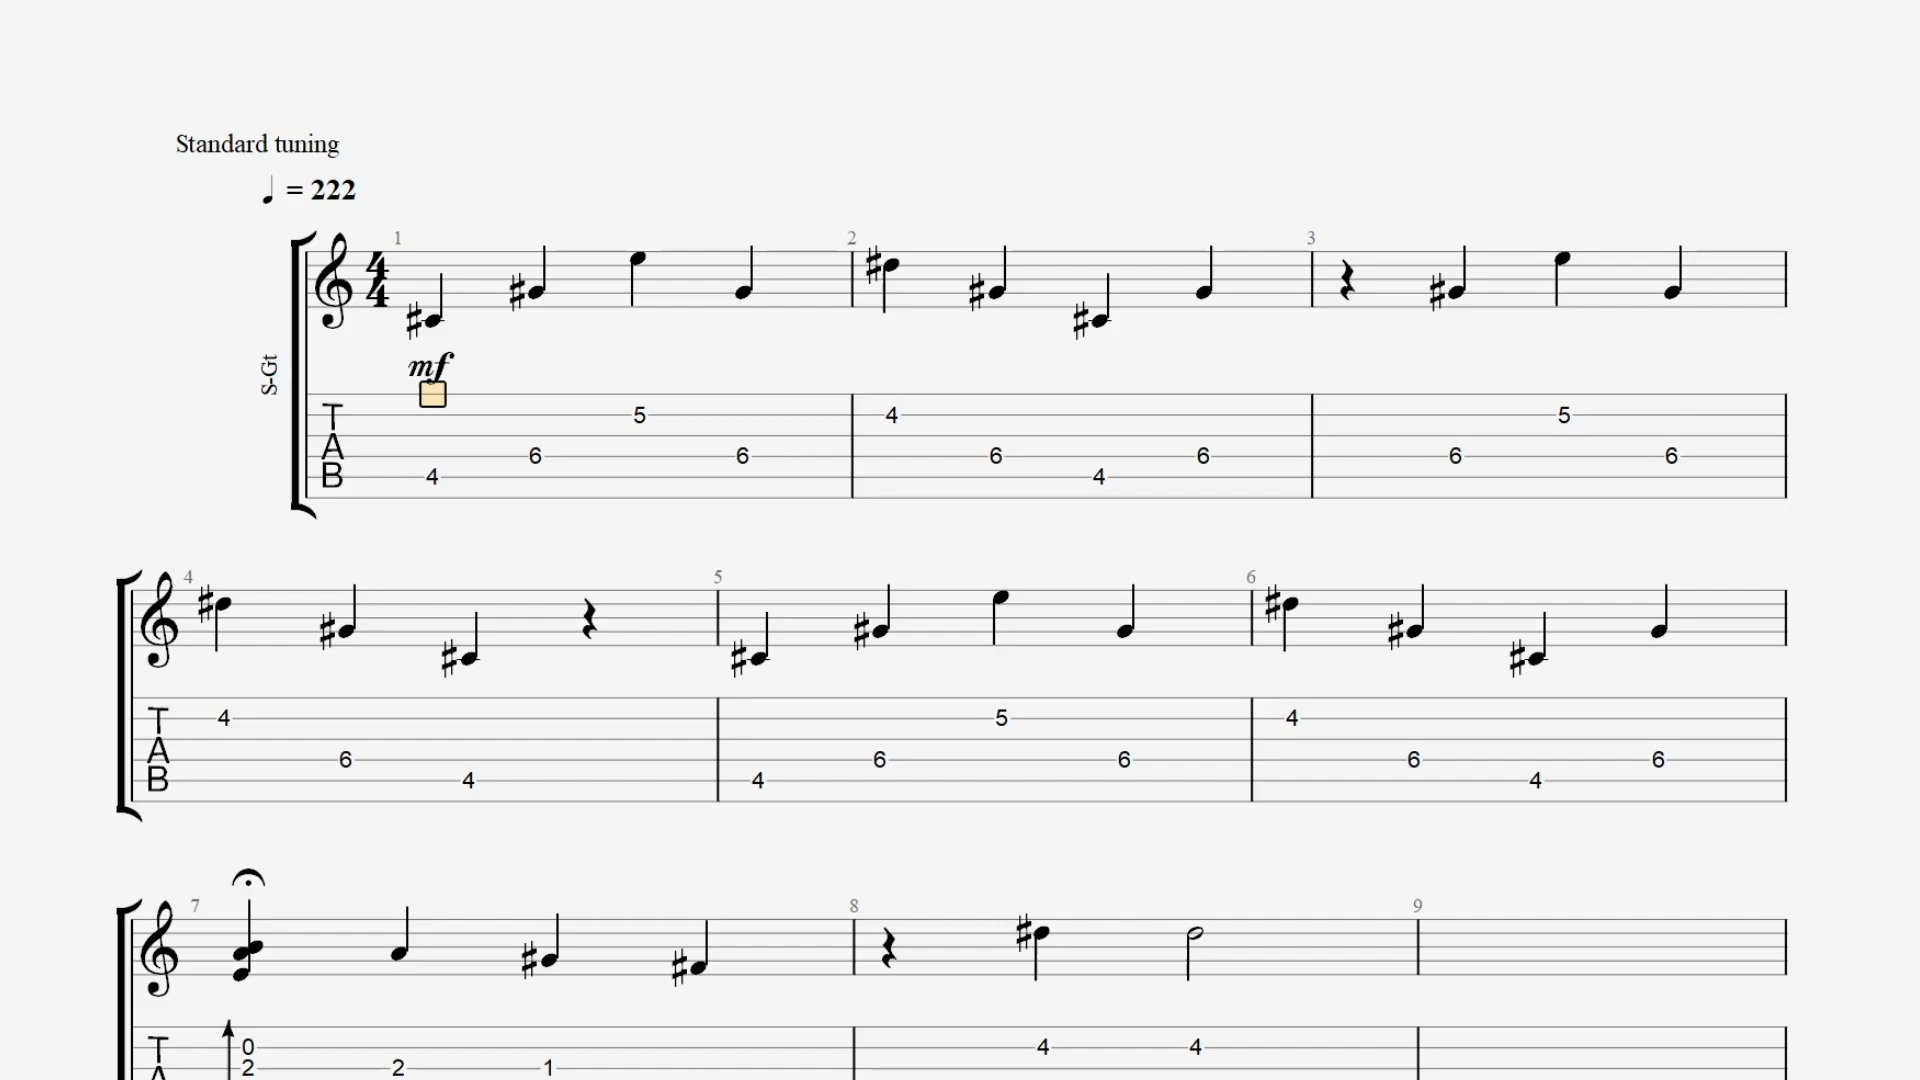 Standard tuning
♩ = 222
1 2 3
4
4
S-Gt
mf
5 4 5
T
A 6 6 6 6 6 6
B 4 4
4 5 6
T 4 5 4
A 6 6 6 6 6
B 4 4 4
7 8 9
T 0 4 4
A 2 2 1